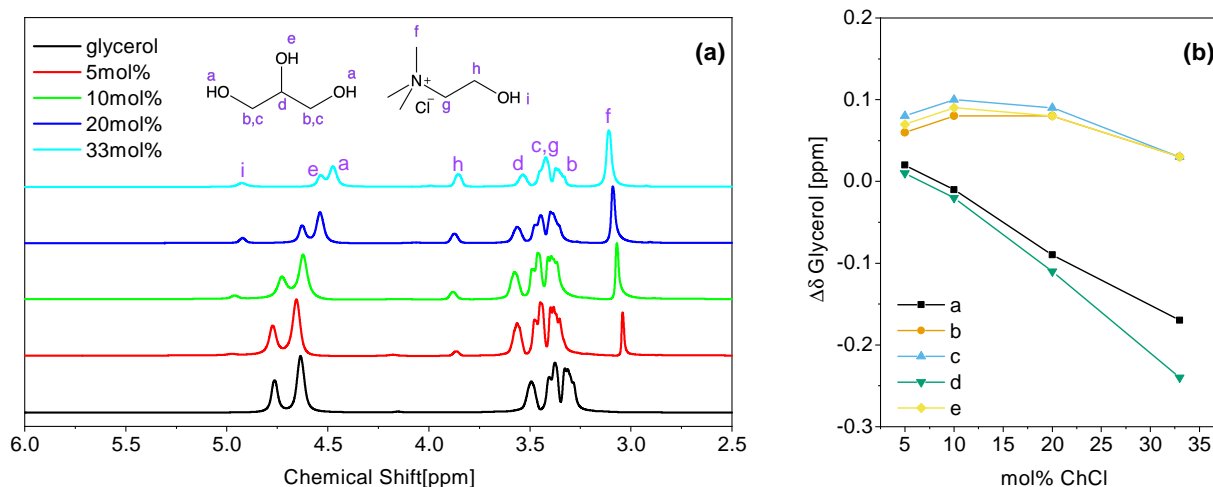 (a)
glycerol
5mol%
10mol%
20mol%
33mol%
e
OH
a
HO
a
OH
d
b,c
b,c
f
N+
h
Cl−
g
OH
i
i
e
a
h
d
c,g
b
f
6.0 5.5 5.0 4.5 4.0 3.5 3.0 2.5
Chemical Shift[ppm]
(b)
0.2
0.1
0.0
-0.1
-0.2
-0.3
Δδ Glycerol [ppm]
a
b
c
d
e
5 10 15 20 25 30 35
mol% ChCl